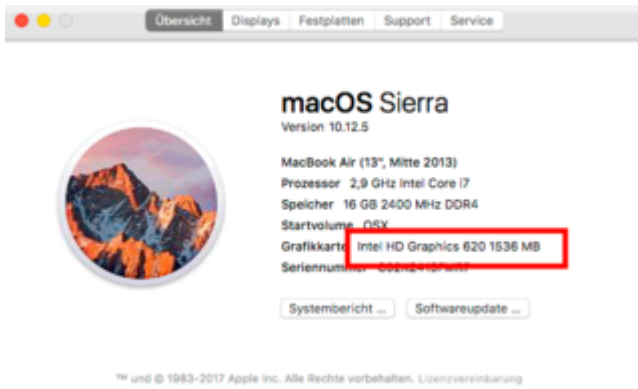 Übersicht Displays Festplatten Support Service
macOS Sierra
Version 10.12.5
MacBook Air (13", Mitte 2013)
Prozessor 2,9 GHz Intel Core i7
Speicher 16 GB 2400 MHz DDR4
Startvolume OSX
Grafikkarte Intel HD Graphics 620 1536 MB
Seriennummer
Systembericht ... Softwareupdate ...
™ und © 1983-2017 Apple Inc. Alle Rechte vorbehalten. Lizenzvereinbarung